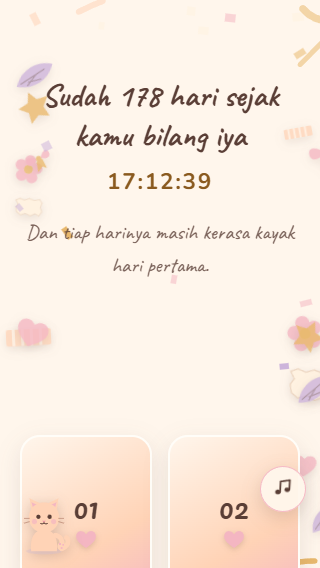 Sudah 178 hari sejak
kamu bilang iya
17:12:39
Dan tiap harinya masih kerasa kayak
hari pertama.
01
02